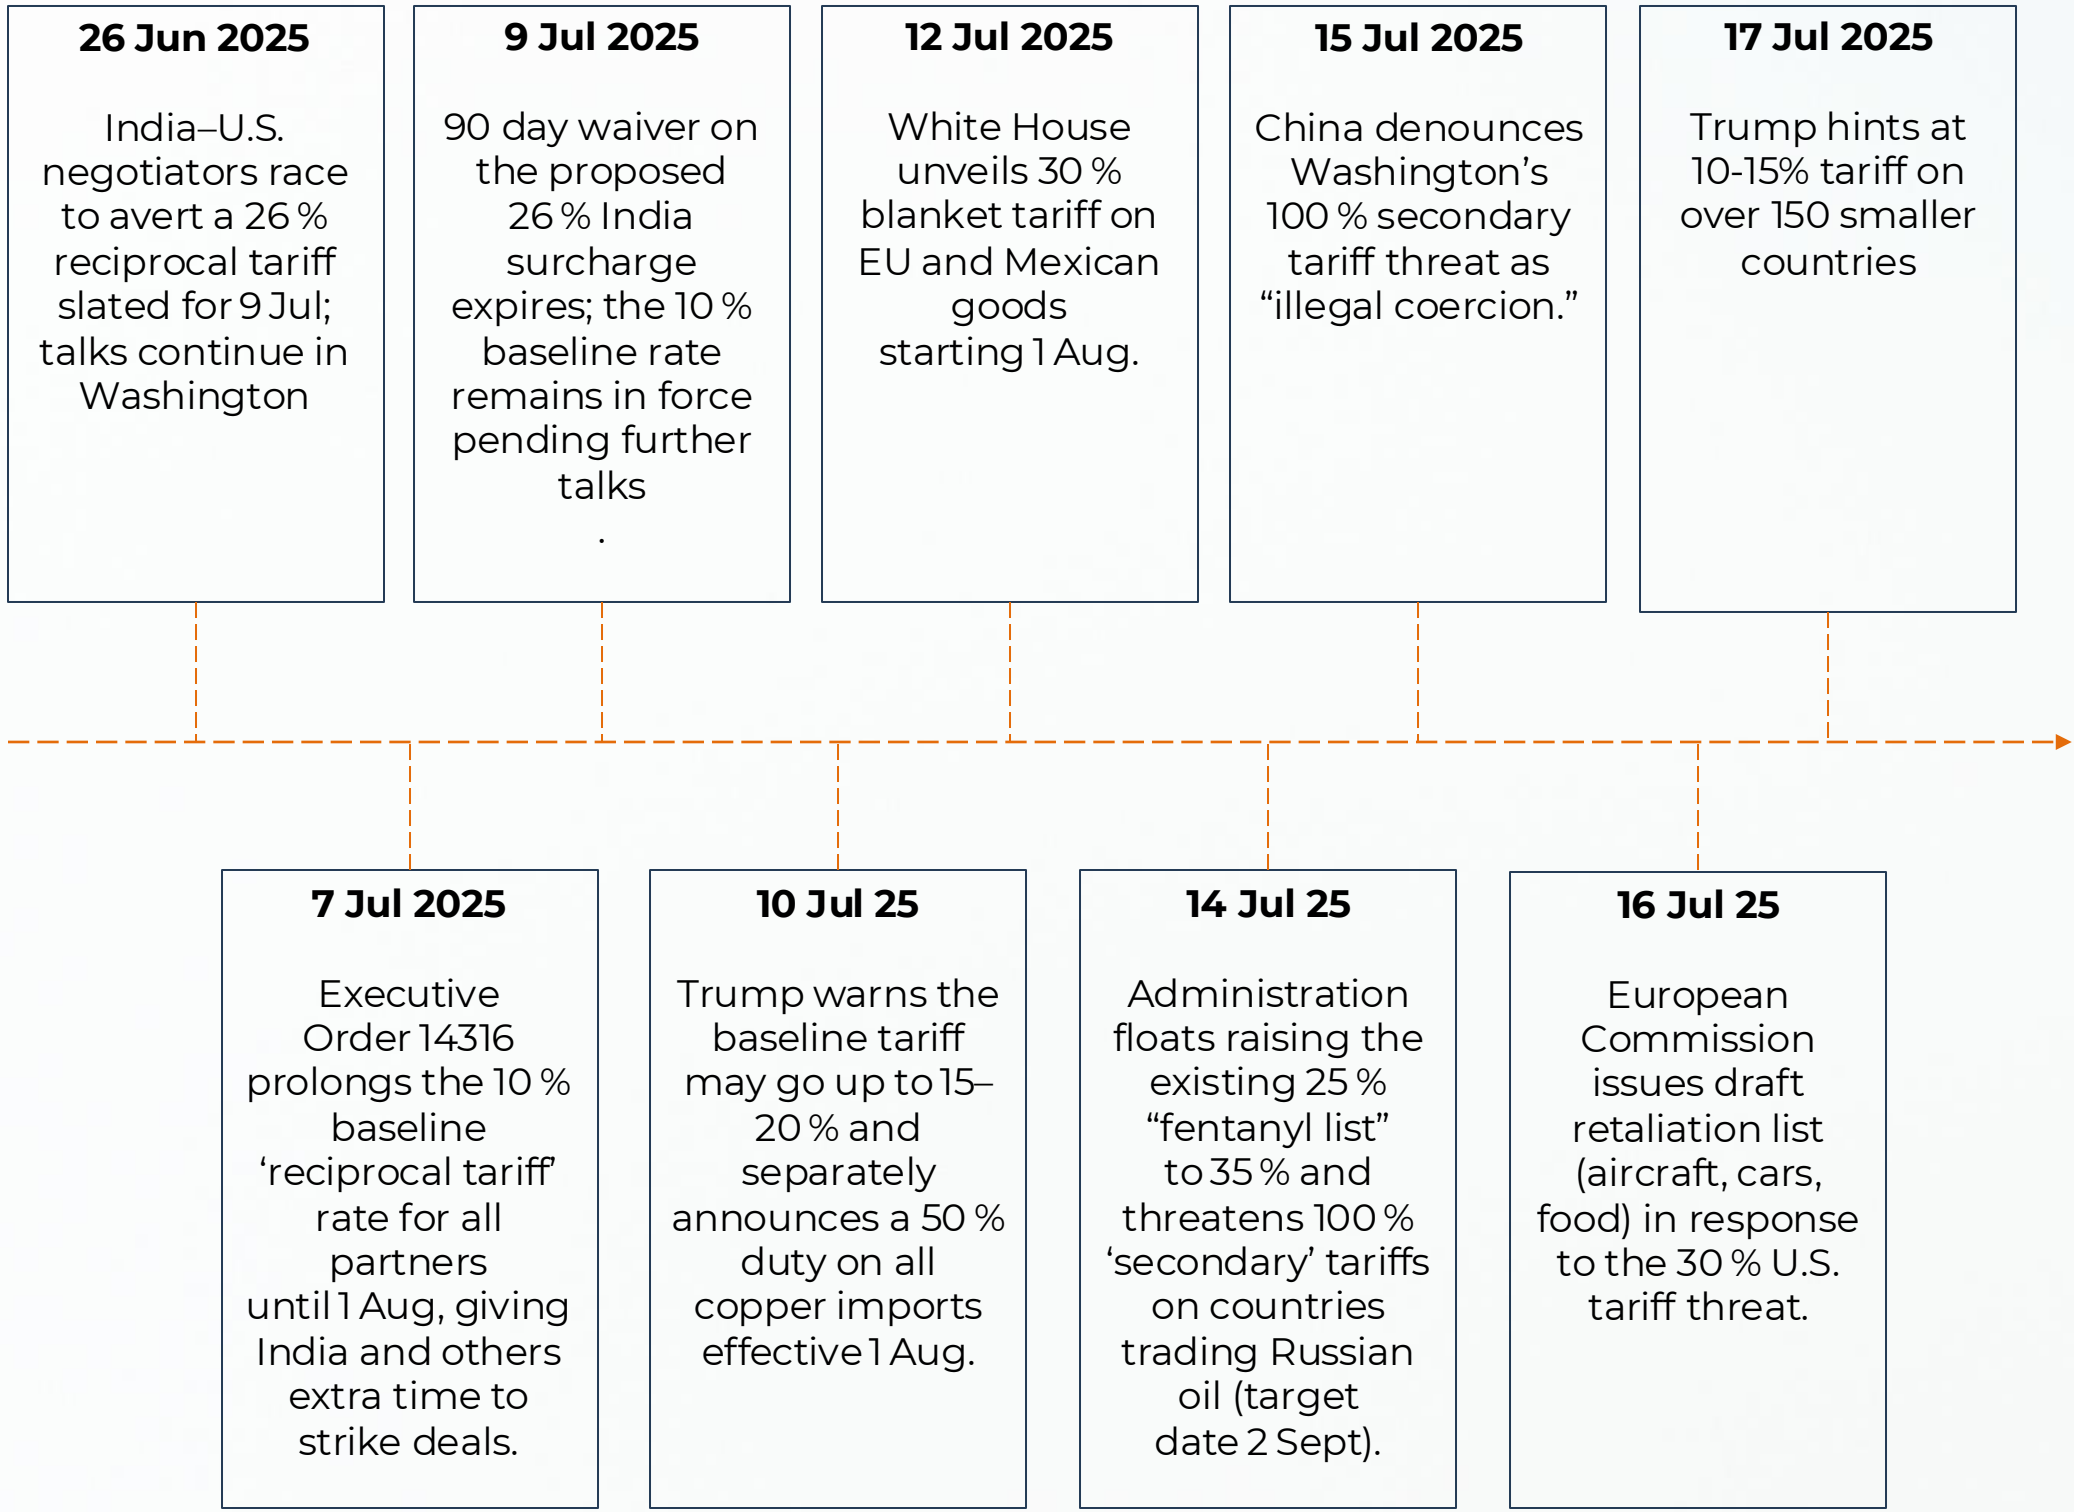 26 Jun 2025
India–U.S.
negotiators race
to avert a 26 %
reciprocal tariff
slated for 9 Jul;
talks continue in
Washington
9 Jul 2025
90 day waiver on
the proposed
26 % India
surcharge
expires; the 10 %
baseline rate
remains in force
pending further
talks
.
12 Jul 2025
White House
unveils 30 %
blanket tariff on
EU and Mexican
goods
starting 1 Aug.
15 Jul 2025
China denounces
Washington’s
100 % secondary
tariff threat as
“illegal coercion.”
17 Jul 2025
Trump hints at
10-15% tariff on
over 150 smaller
countries
7 Jul 2025
Executive
Order 14316
prolongs the 10 %
baseline
‘reciprocal tariff’
rate for all
partners
until 1 Aug, giving
India and others
extra time to
strike deals.
10 Jul 25
Trump warns the
baseline tariff
may go up to 15–
20 % and
separately
announces a 50 %
duty on all
copper imports
effective 1 Aug.
14 Jul 25
Administration
floats raising the
existing 25 %
“fentanyl list”
to 35 % and
threatens 100 %
‘secondary’ tariffs
on countries
trading Russian
oil (target
date 2 Sept).
16 Jul 25
European
Commission
issues draft
retaliation list
(aircraft, cars,
food) in response
to the 30 % U.S.
tariff threat.